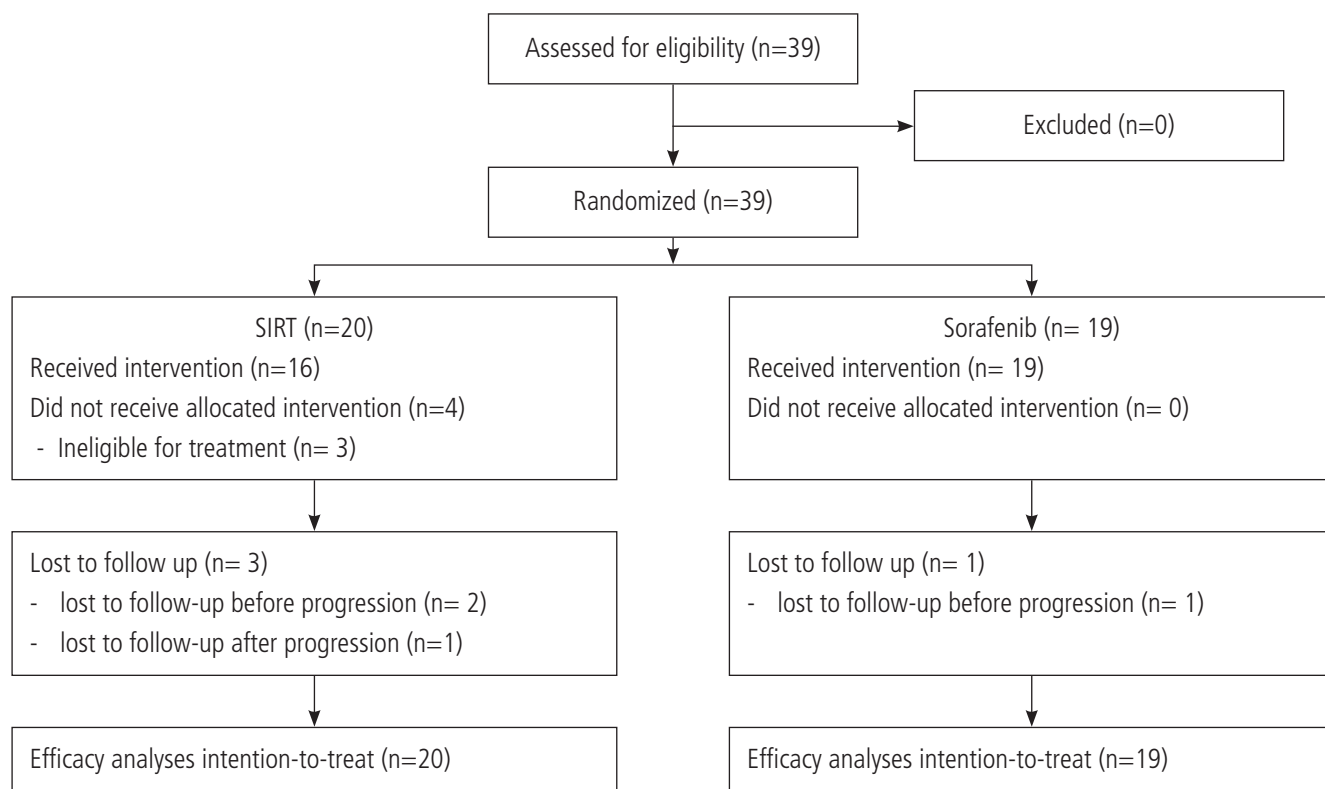 Assessed for eligibility (n=39)
Excluded (n=0)
Randomized (n=39)
SIRT (n=20)
Received intervention (n=16)
Did not receive allocated intervention (n=4)
- Ineligible for treatment (n= 3)
Sorafenib (n= 19)
Received intervention (n= 19)
Did not receive allocated intervention (n= 0)
Lost to follow up (n= 3)
- lost to follow-up before progression (n= 2)
- lost to follow-up after progression (n=1)
Lost to follow up (n= 1)
- lost to follow-up before progression (n= 1)
Efficacy analyses intention-to-treat (n=20)
Efficacy analyses intention-to-treat (n=19)